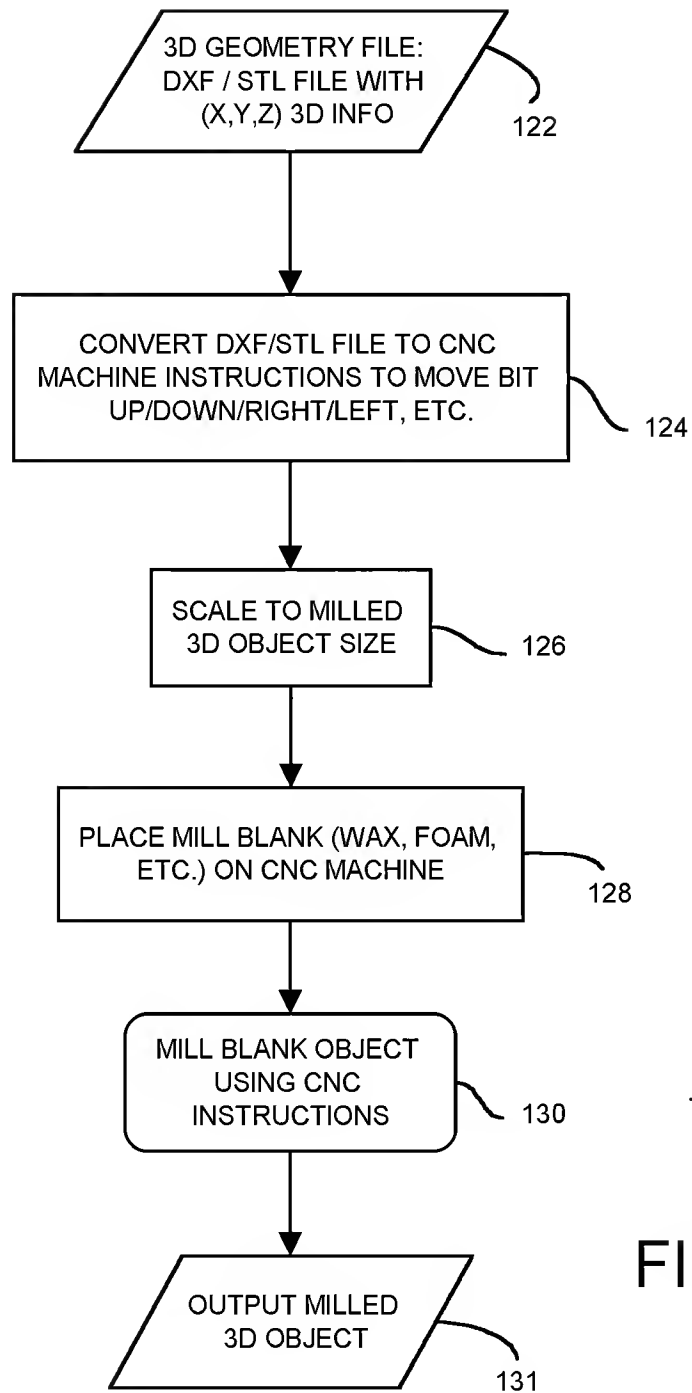 3D GEOMETRY FILE:
DXF / STL FILE WITH
(X,Y,Z) 3D INFO
122
CONVERT DXF/STL FILE TO CNC
MACHINE INSTRUCTIONS TO MOVE BIT
UP/DOWN/RIGHT/LEFT, ETC.
124
SCALE TO MILLED
3D OBJECT SIZE
126
PLACE MILL BLANK (WAX, FOAM,
ETC.) ON CNC MACHINE
128
MILL BLANK OBJECT
USING CNC
INSTRUCTIONS
130
FI
OUTPUT MILLED
3D OBJECT
131